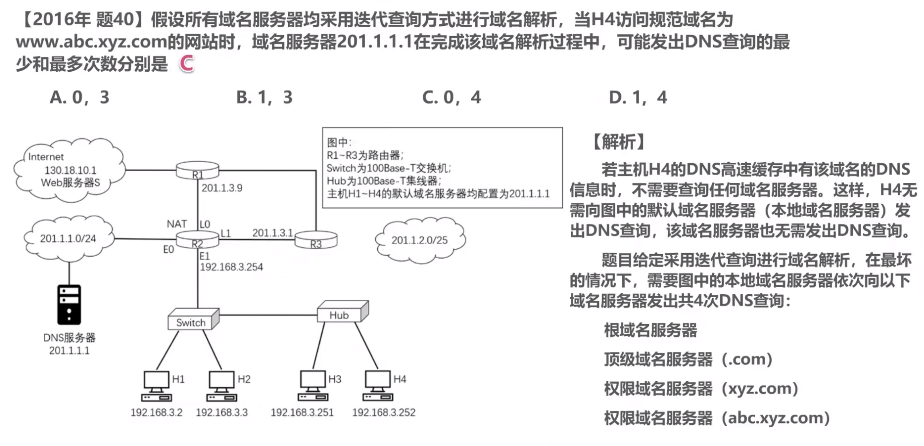 【2016年 题40】假设所有域名服务器均采用迭代查询方式进行域名解析，当H4访问规范域名为
www.abc.xyz.com的网站时，域名服务器201.1.1.1在完成该域名解析过程中，可能发出DNS查询的最
少和最多次数分别是 C
A. 0，3 B. 1，3 C. 0，4 D. 1，4
Internet
130.18.10.1
Web服务器S
R1
201.1.3.9
图中：
R1~R3为路由器；
Switch为100Base-T交换机；
Hub为100Base-T集线器；
主机H1~H4的默认域名服务器均配置为201.1.1.1
201.1.1.0/24
NAT L0
L1
E0
R2
E1
192.168.3.254
201.1.3.1
R3
201.1.2.0/25
DNS服务器
201.1.1.1
Switch
Hub
H1
H2
H3
H4
192.168.3.2
192.168.3.3
192.168.3.251
192.168.3.252
【解析】
若主机H4的DNS高速缓存中有该域名的DNS
信息时，不需要查询任何域名服务器。这样，H4无
需向图中的默认域名服务器（本地域名服务器）发
出DNS查询，该域名服务器也无需发出DNS查询。
题目给定采用迭代查询进行域名解析，在最坏
的情况下，需要图中的本地域名服务器依次向以下
域名服务器发出共4次DNS查询：
根域名服务器
顶级域名服务器（.com）
权限域名服务器（xyz.com）
权限域名服务器（abc.xyz.com）